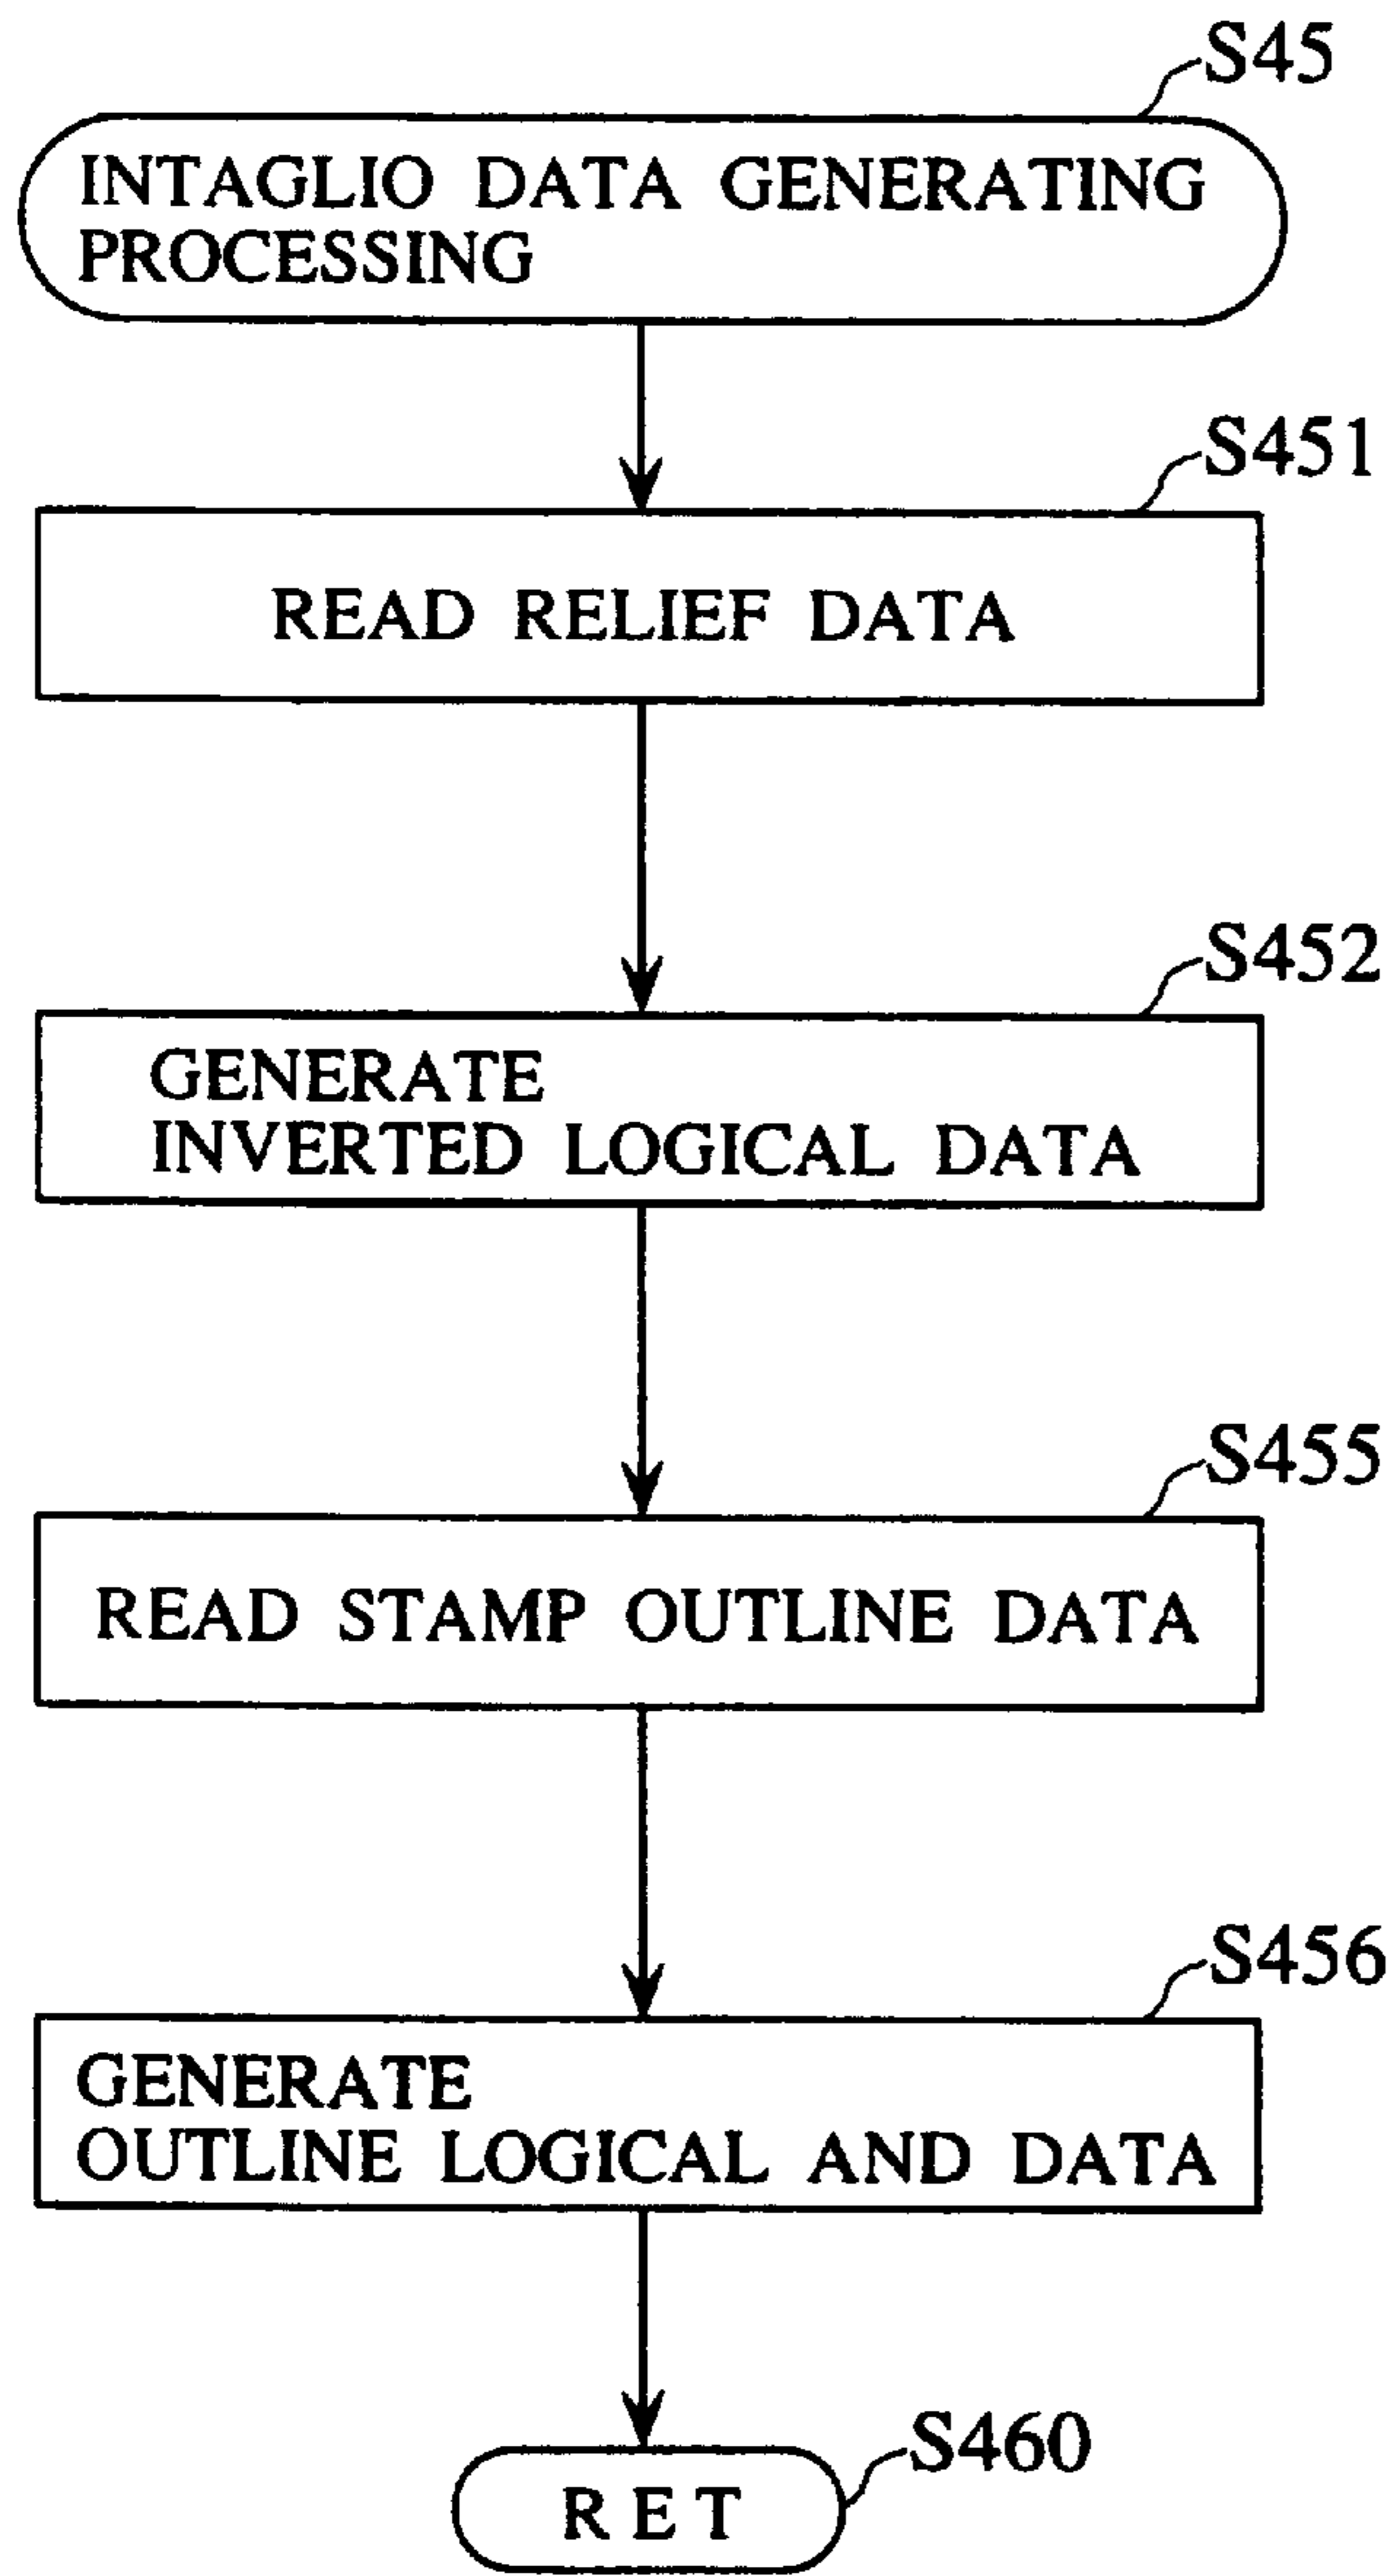 S45
INTAGLIO DATA GENERATING
PROCESSING
S451
READ RELIEF DATA
S452
GENERATE
INVERTED LOGICAL DATA
S455
READ STAMP OUTLINE DATA
S456
GENERATE
OUTLINE LOGICAL AND DATA
S460
RET